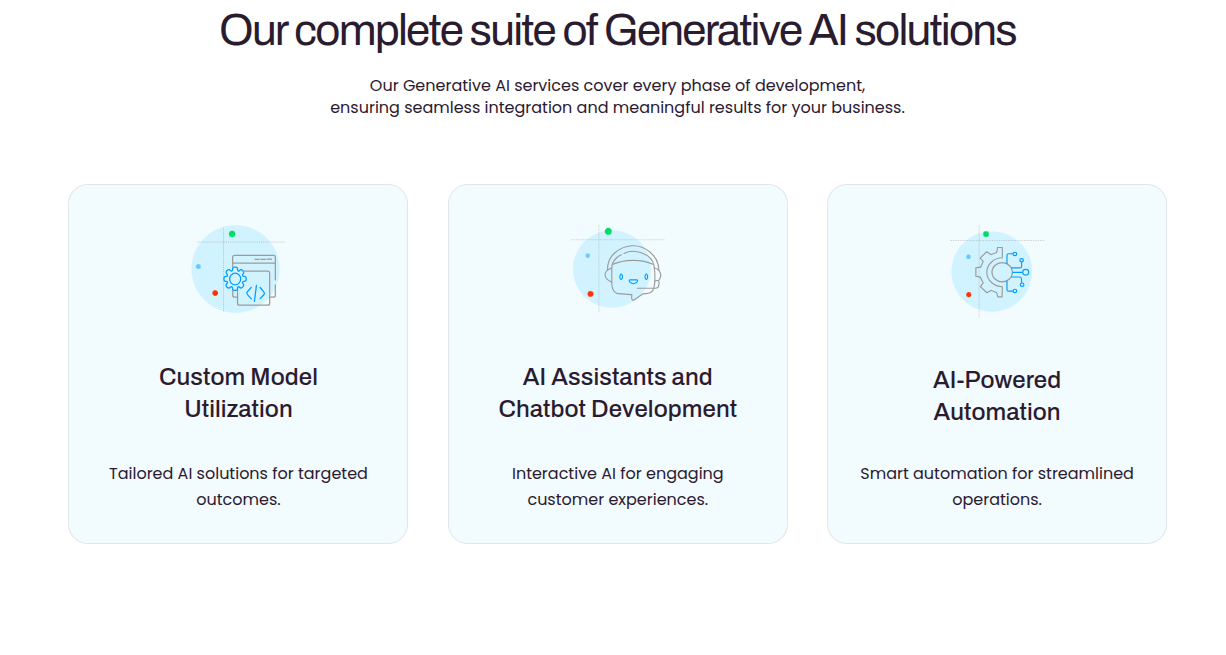 Our complete suite of Generative AI solutions
Our Generative AI services cover every phase of development,
ensuring seamless integration and meaningful results for your business.
Custom Model
Utilization
Tailored AI solutions for targeted
outcomes.
AI Assistants and
Chatbot Development
Interactive AI for engaging
customer experiences.
AI-Powered
Automation
Smart automation for streamlined
operations.